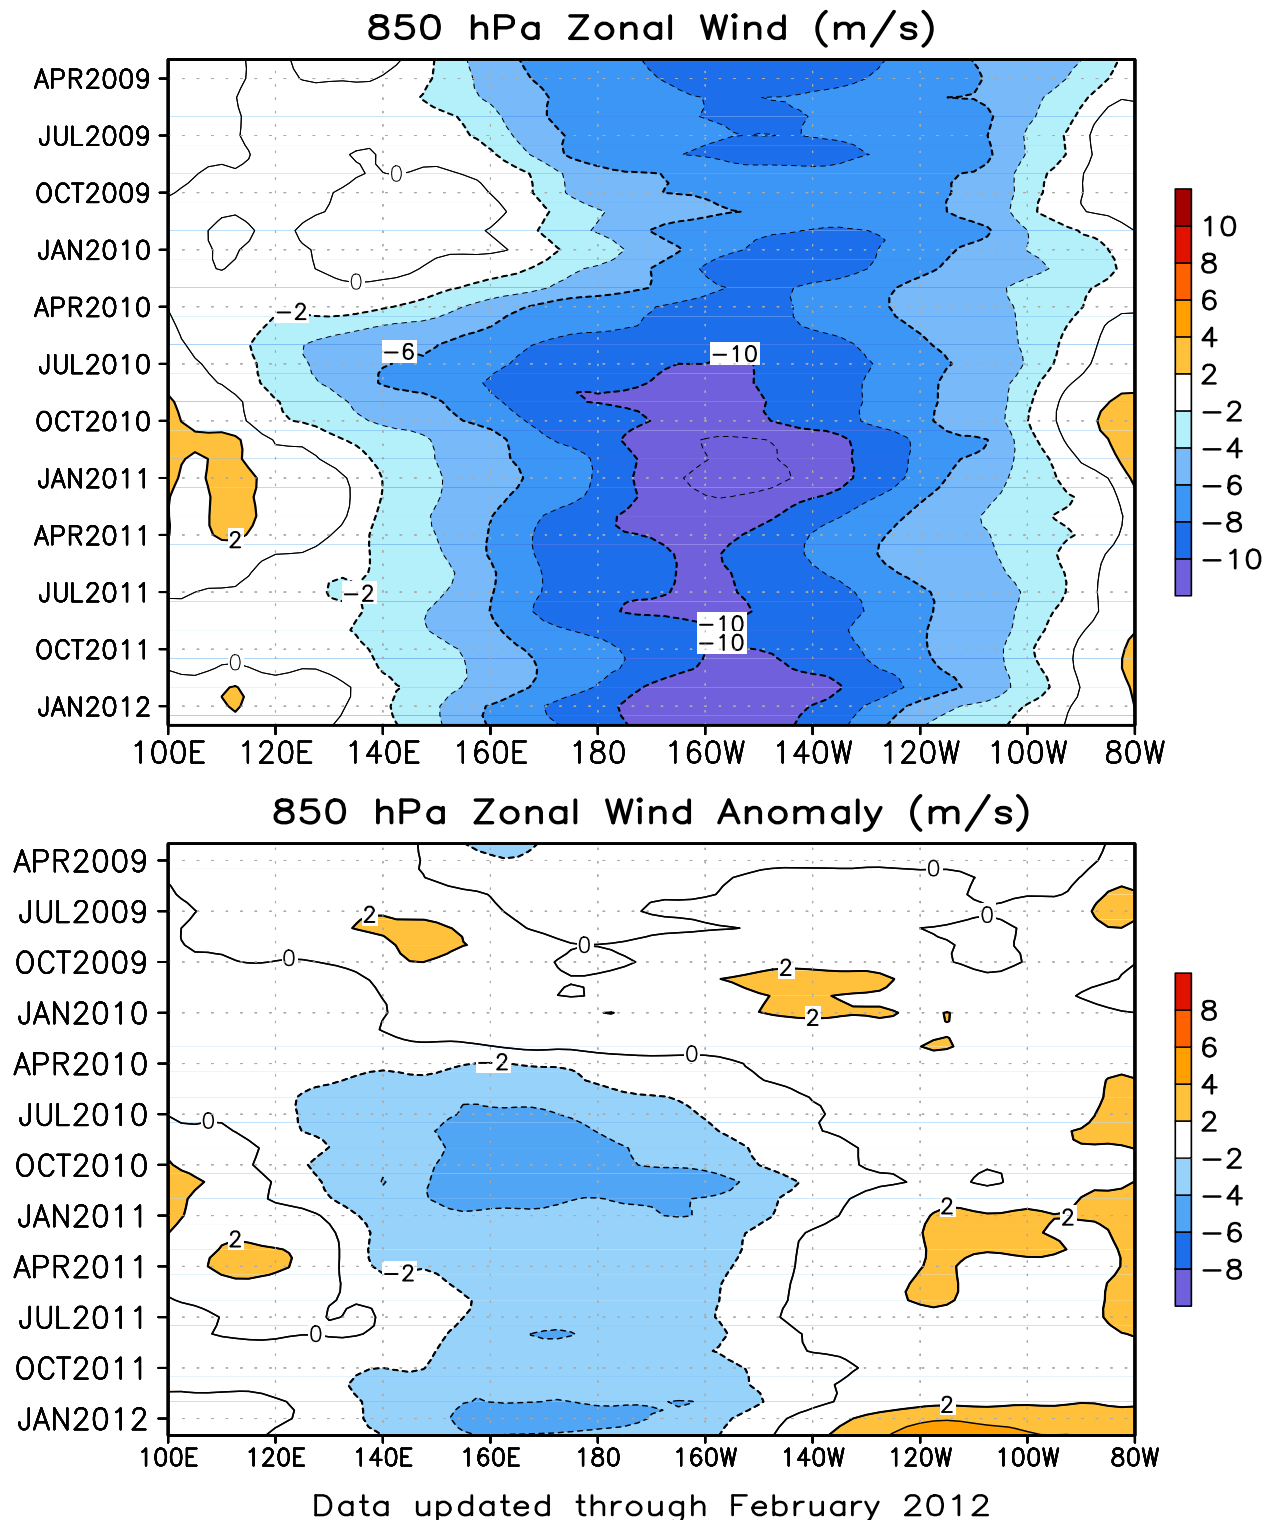 850 hPa Zonal Wind (m/s)
APR2009
JUL2009
OCT2009
JAN2010
APR2010
JUL2010
OCT2010
JAN2011
APR2011
JUL2011
OCT2011
JAN2012
0
0
-2
-6
-10
2
-2
-10
-10
0
100E 120E 140E 160E 180 160W 140W 120W 100W 80W
10
8
6
4
2
-2
-4
-6
-8
-10
850 hPa Zonal Wind Anomaly (m/s)
APR2009
JUL2009
OCT2009
JAN2010
APR2010
JUL2010
OCT2010
JAN2011
APR2011
JUL2011
OCT2011
JAN2012
0
2
0
0
0
2
2
0
-2
0
2
2
2
-2
0
2
100E 120E 140E 160E 180 160W 140W 120W 100W 80W
8
6
4
2
-2
-4
-6
-8
Data updated through February 2012